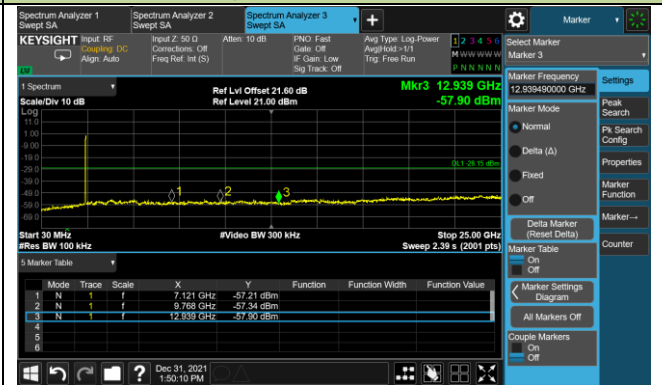 Spectrum Analyzer 1 Swept SA
Spectrum Analyzer 2 Swept SA
Spectrum Analyzer 3 Swept SA
+
Marker
KEYSIGHT Input: RF
Coupling: DC
Align: Auto
Input Z: 50 Ω
Corrections: Off
Freq Ref: Int (S)
Atten: 10 dB
PNO: Fast
Gate: Off
IF Gain: Low
Sig Track: Off
Avg Type: Log-Power
Avg|Hold:>1/1
Trig: Free Run
1 2 3 4 5 6
M W W W W W
P N N N N N
Select Marker
Marker 3
1 Spectrum
Scale/Div 10 dB
Ref Lvl Offset 21.60 dB
Ref Level 21.00 dBm
Mkr3 12.939 GHz
-57.90 dBm
Log
11.0
1.00
-9.00
-19.0
-29.0
-39.0
-49.0
-59.0
-69.0
DL1 -28.15 dBm
1
2
3
Start 30 MHz
#Res BW 100 kHz
#Video BW 300 kHz
Stop 25.00 GHz
Sweep 2.39 s (2001 pts)
5 Marker Table
Mode Trace Scale X Y Function Function Width Function Value
1 N 1 f 7.121 GHz -57.21 dBm
2 N 1 f 9.768 GHz -57.34 dBm
3 N 1 f 12.939 GHz -57.90 dBm
4
5
6
Marker Frequency
12.939490000 GHz
Marker Mode
Normal
Delta (Δ)
Fixed
Off
Delta Marker
(Reset Delta)
Marker Table
On
Off
Marker Settings
Diagram
All Markers Off
Couple Markers
On
Off
Settings
Peak
Search
Pk Search
Config
Properties
Marker
Function
Marker→
Counter
?
Dec 31, 2021
1:50:10 PM